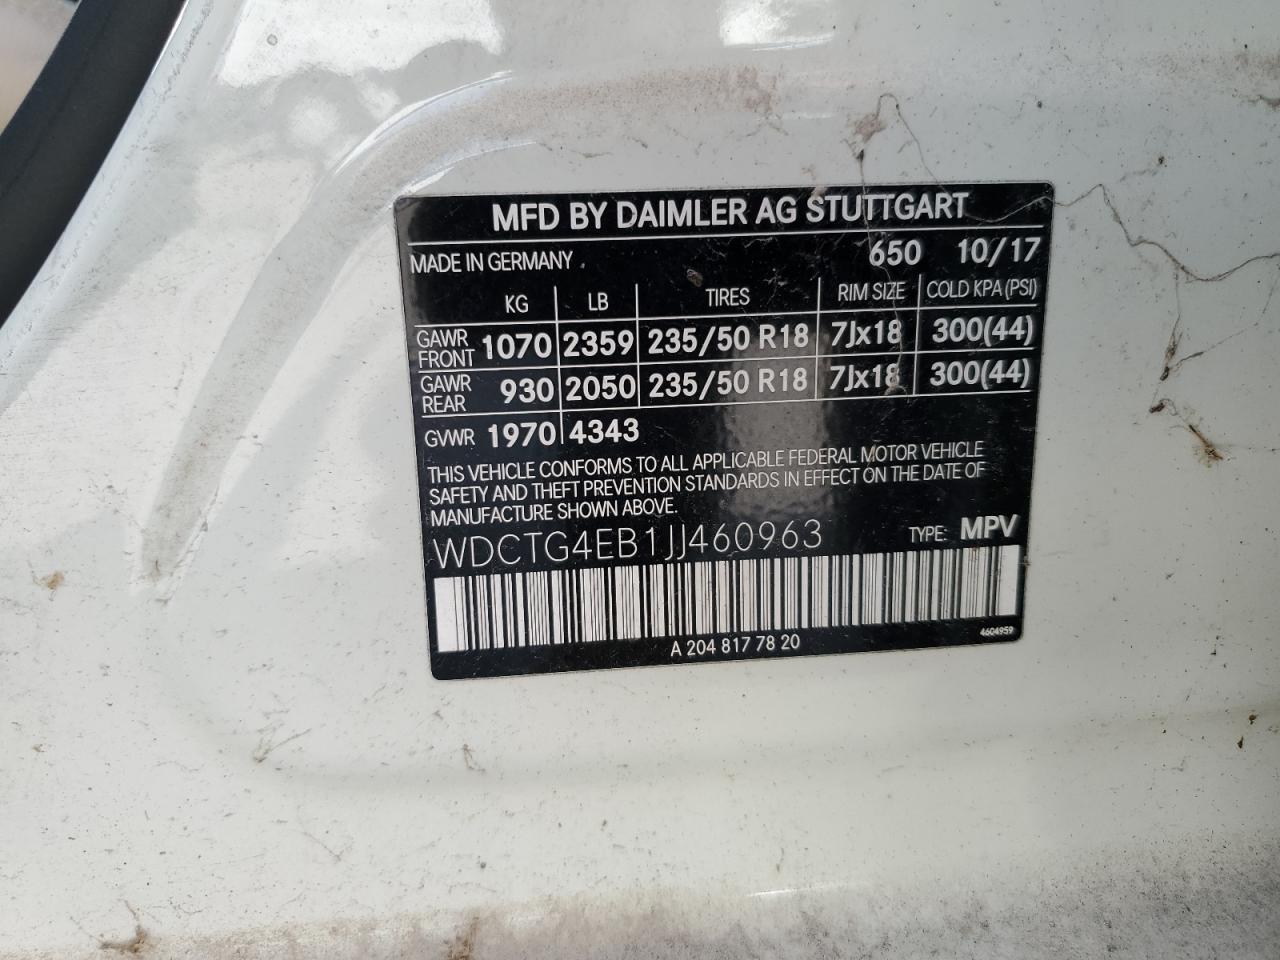 MFD BY DAIMLER AG STUTTGART
MADE IN GERMANY 650 10/17
KG LB TIRES RIM SIZE COLD KPA (PSI)
GAWR FRONT 1070 2359 235/50 R18 7Jx18 300(44)
GAWR REAR 930 2050 235/50 R18 7Jx18 300(44)
GVWR 1970 4343
THIS VEHICLE CONFORMS TO ALL APPLICABLE FEDERAL MOTOR VEHICLE
SAFETY AND THEFT PREVENTION STANDARDS IN EFFECT ON THE DATE OF
MANUFACTURE SHOWN ABOVE.
WDCTG4EB1JJ460963 TYPE: MPV
A 204 817 78 20 4604959